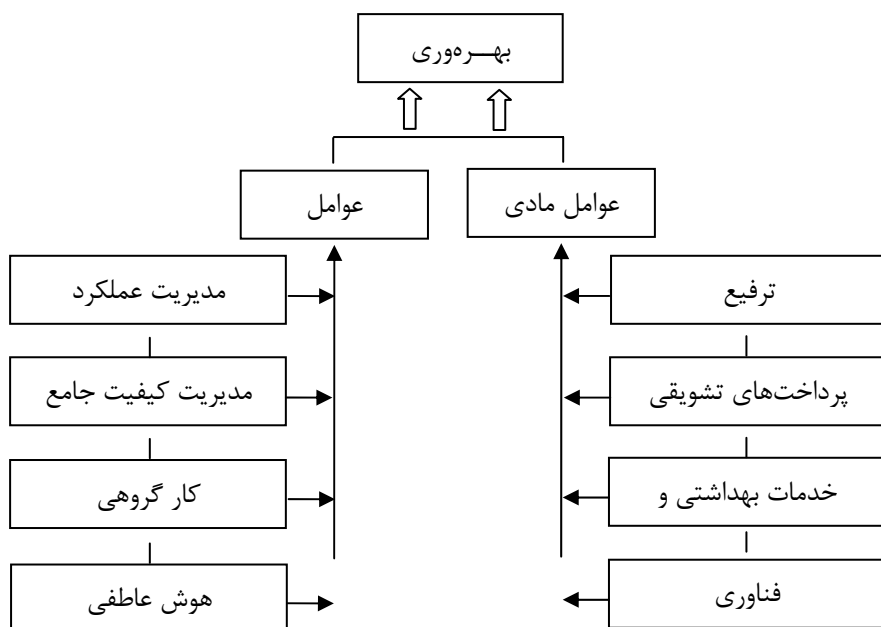 بهــره‌وری
عوامل مادی
عوامل
ترفیع
مدیریت عملکرد
پرداخت‌های تشویقی
مدیریت کیفیت جامع
خدمات بهداشتی و
کار گروهی
فناوری
هوش عاطفی